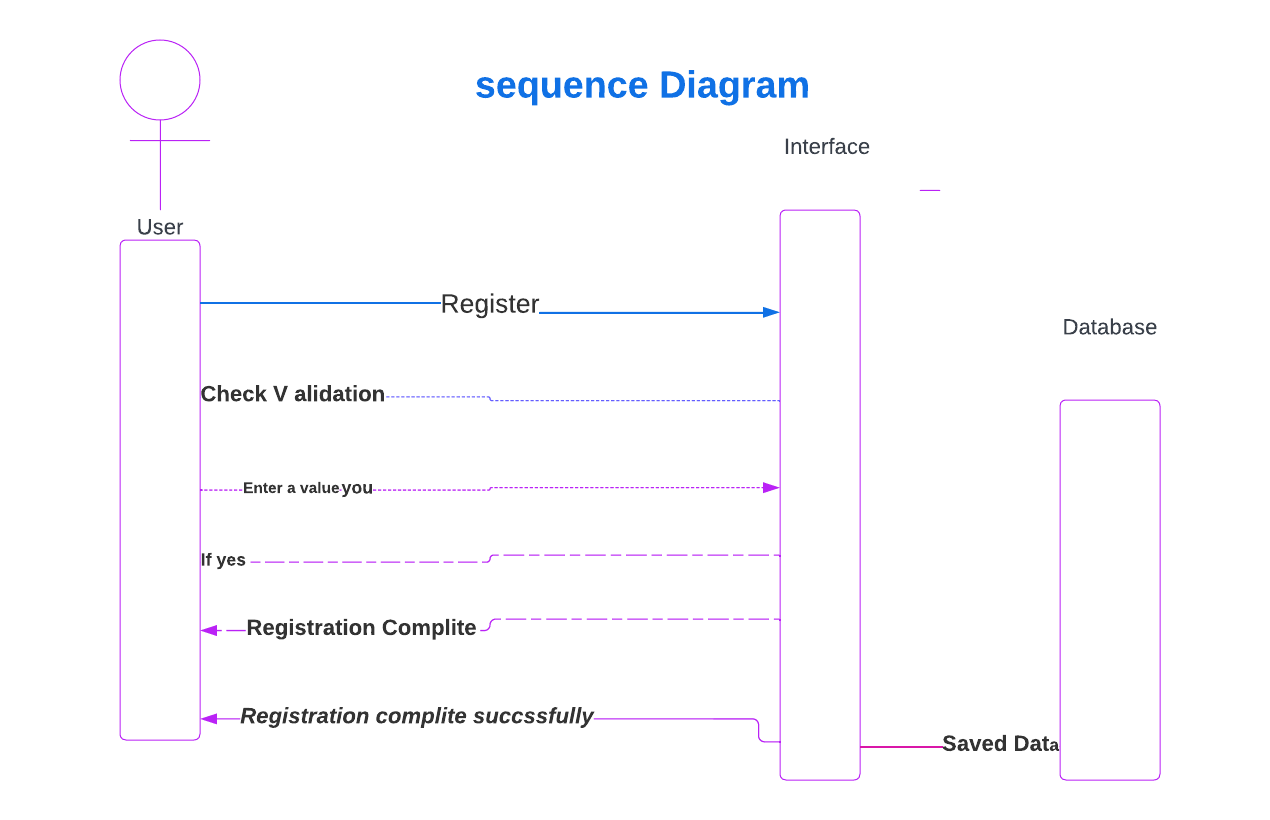 sequence Diagram
Interface
User
Register
Database
Check V alidation
Enter a value you
If yes
Registration Complite
Registration complite succssfully
Saved Data